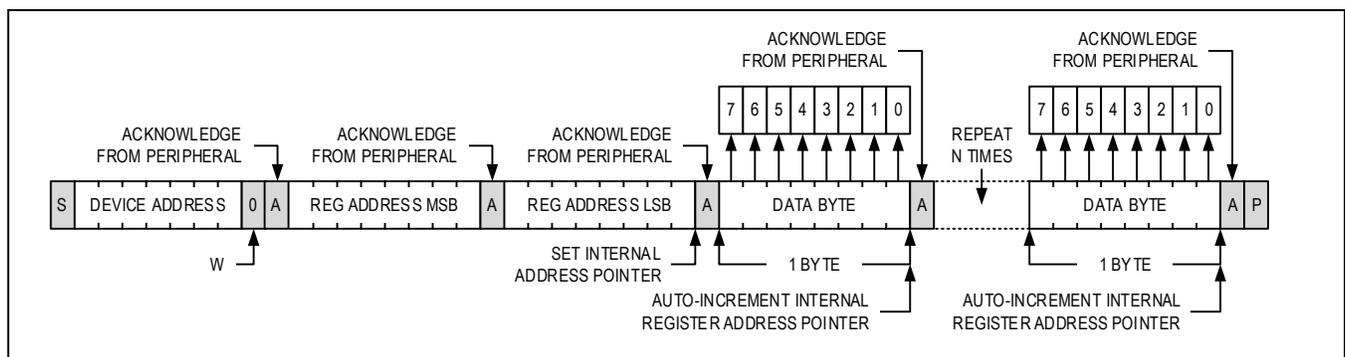 ACKNOWLEDGE
FROM PERIPHERAL
ACKNOWLEDGE
FROM PERIPHERAL
7 6 5 4 3 2 1 0
7 6 5 4 3 2 1 0
ACKNOWLEDGE
FROM PERIPHERAL
ACKNOWLEDGE
FROM PERIPHERAL
ACKNOWLEDGE
FROM PERIPHERAL
REPEAT
N TIMES
S DEVICE ADDRESS 0 A REG ADDRESS MSB A REG ADDRESS LSB A DATA BYTE A DATA BYTE A P
W
SET INTERNAL
ADDRESS POINTER
1 BYTE
1 BYTE
AUTO-INCREMENT INTERNAL
REGISTER ADDRESS POINTER
AUTO-INCREMENT INTERNAL
REGISTER ADDRESS POINTER